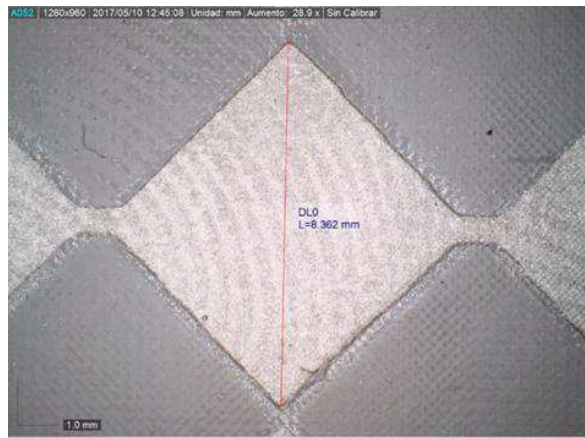 AD52 1280x960 2017/05/10 12:45:08 Unidad: mm Aumento: 28.9 x Sin Calibrar
DL0
L=8.362 mm
1.0 mm